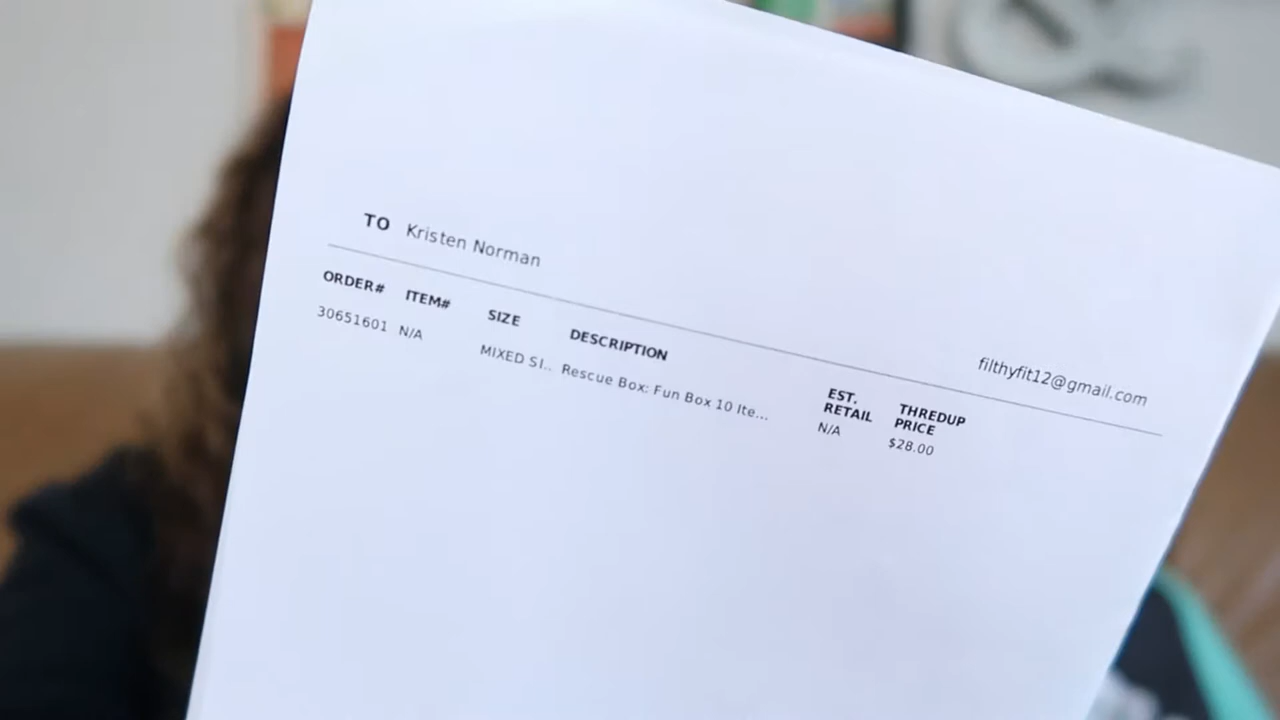 TO Kristen Norman
filthyfit12@gmail.com
ORDER# ITEM# SIZE DESCRIPTION EST. RETAIL THREDUP PRICE
30651601 N/A MIXED SI.. Rescue Box: Fun Box 10 Ite... N/A $28.00